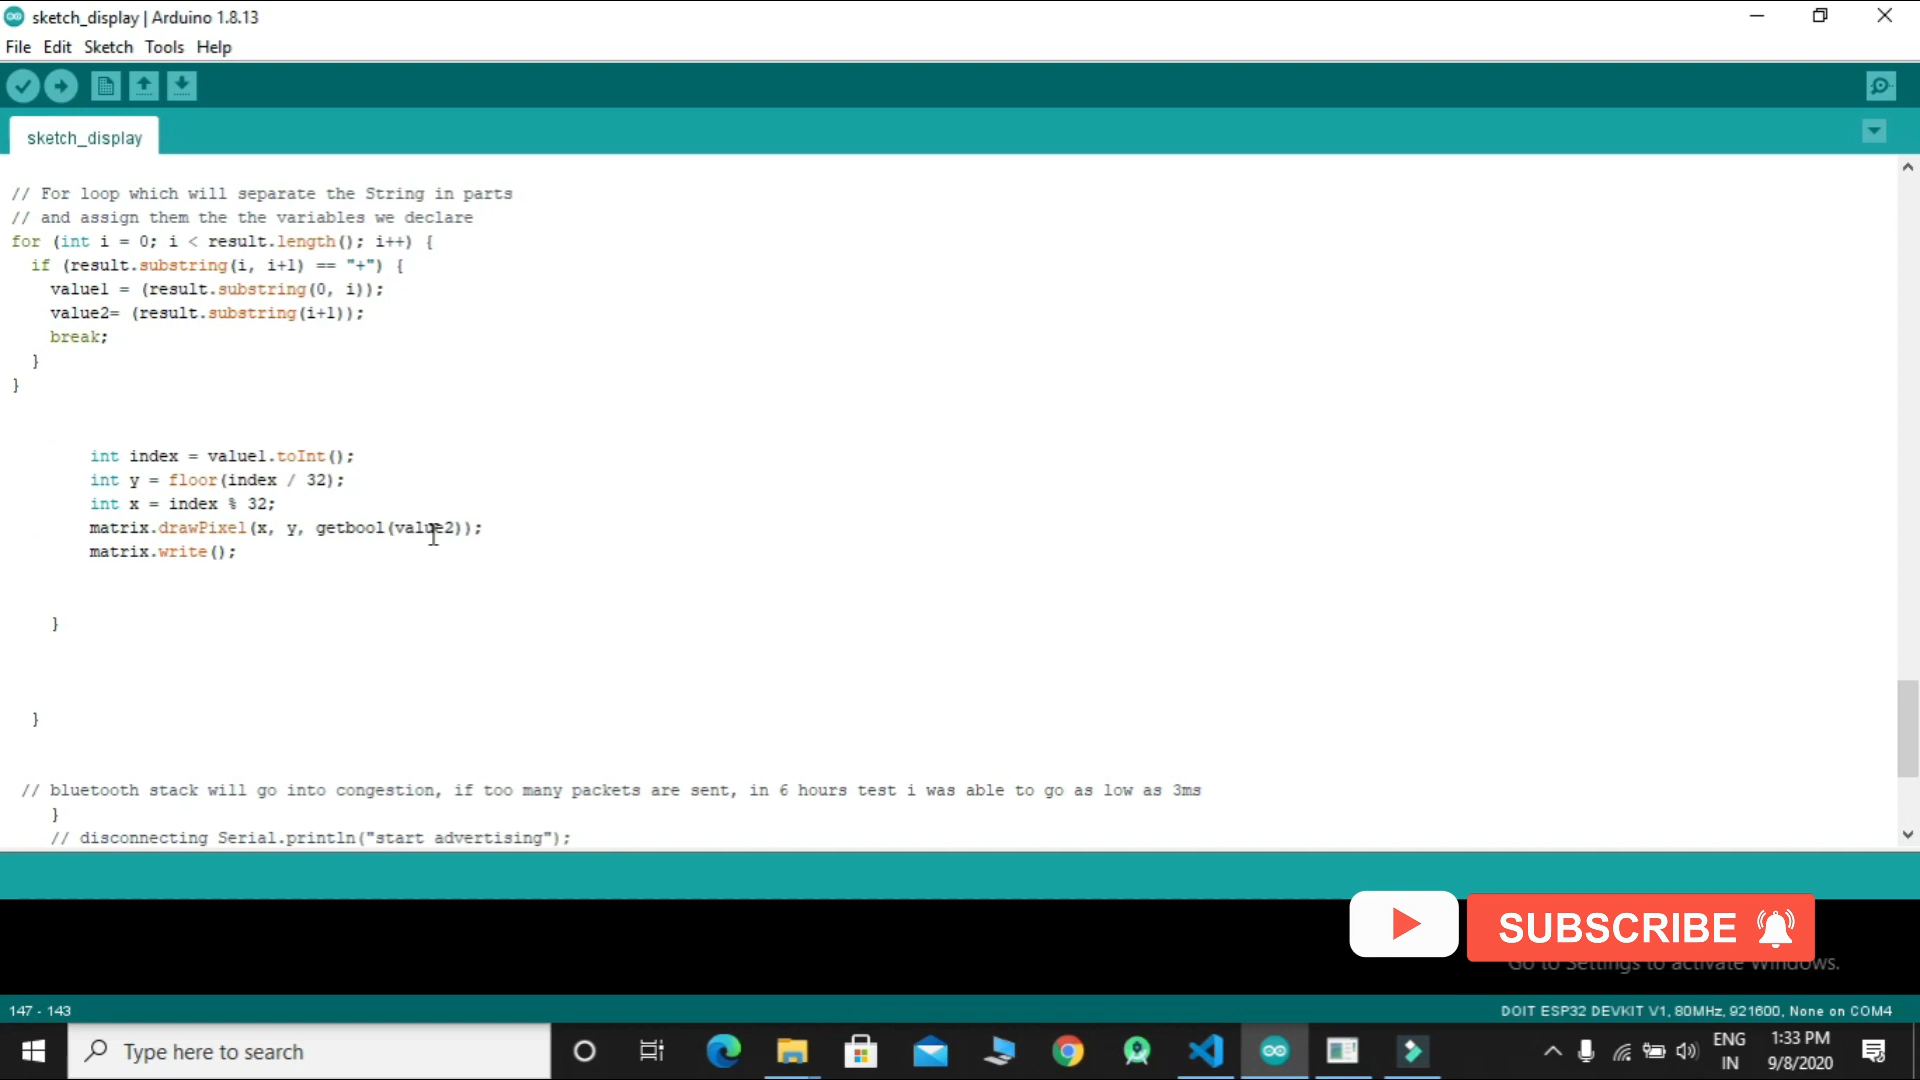 sketch_display | Arduino 1.8.13
File Edit Sketch Tools Help
sketch_display
// For loop which will separate the String in parts
// and assign them the the variables we declare
for (int i = 0; i < result.length(); i++) {
if (result.substring(i, i+1) == "+") {
value1 = (result.substring(0, i));
value2= (result.substring(i+1));
break;
}
}
int index = value1.toInt();
int y = floor(index / 32);
int x = index % 32;
matrix.drawPixel(x, y, getbool(value2));
matrix.write();
}
}
// bluetooth stack will go into congestion, if too many packets are sent, in 6 hours test i was able to go as low as 3ms
}
// disconnecting Serial.println("start advertising");
SUBSCRIBE
Go to Settings to activate Windows.
147 - 143
DOIT ESP32 DEVKIT V1, 80MHz, 921600, None on COM4
Type here to search
ENG
IN
1:33 PM
9/8/2020